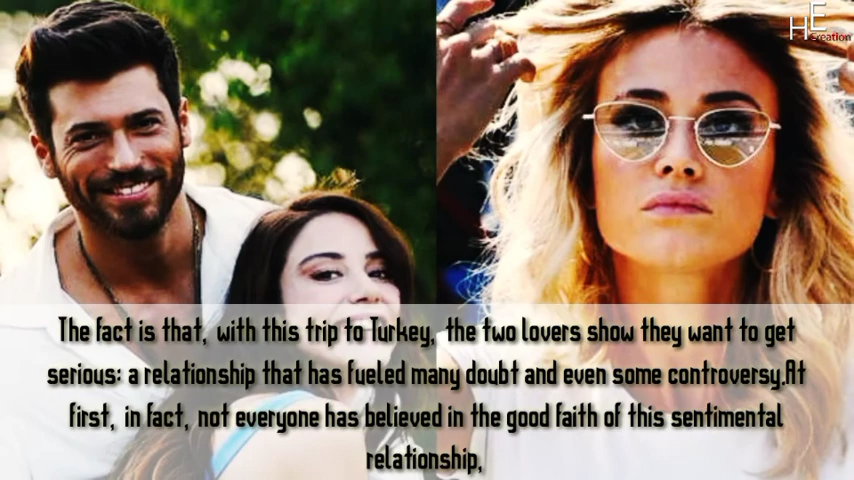 HE
Creation
The fact is that, with this trip to Turkey, the two lovers show they want to get
serious: a relationship that has fueled many doubt and even some controversy.At
first, in fact, not everyone has believed in the good faith of this sentimental
relationship,